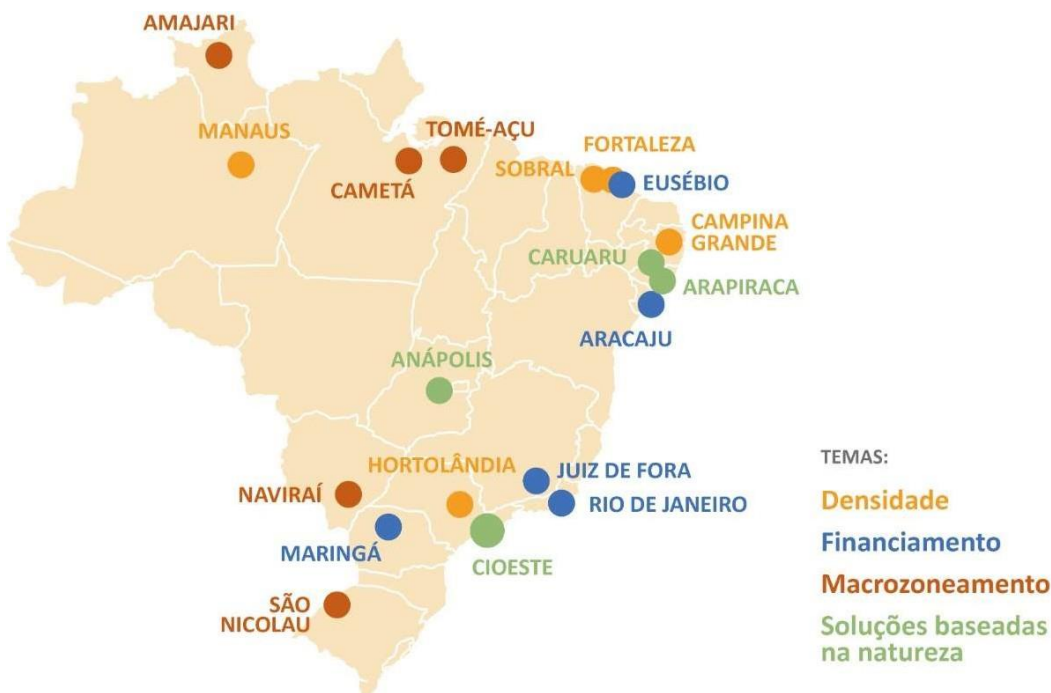 AMAJARI
MANAUS
TOMÉ-AÇU
CAMETÁ
FORTALEZA
SOBRAL
EUSÉBIO
CAMPINA
GRANDE
CARUARU
ARAPIRACA
ARACAJU
ANÁPOLIS
HORTOLÂNDIA
JUIZ DE FORA
NAVIRAÍ
RIO DE JANEIRO
MARINGÁ
CIOESTE
SÃO
NICOLAU
TEMAS:
Densidade
Financiamento
Macrozoneamento
Soluções baseadas
na natureza